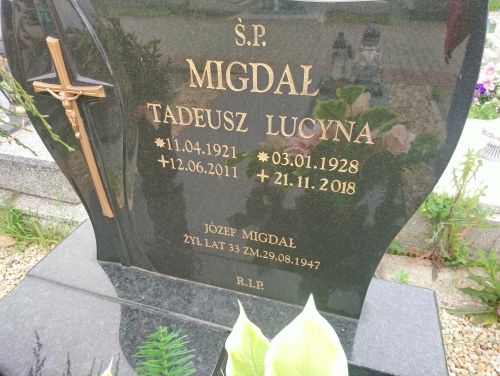 Ś.P.
MIGDAŁ
TADEUSZ LUCYNA
*11.04.1921 *03.01.1928
+12.06.2011 +21.11.2018
JÓZEF MIGDAŁ
ŻYŁ LAT 33 ZM.29.08.1947
R.I.P.